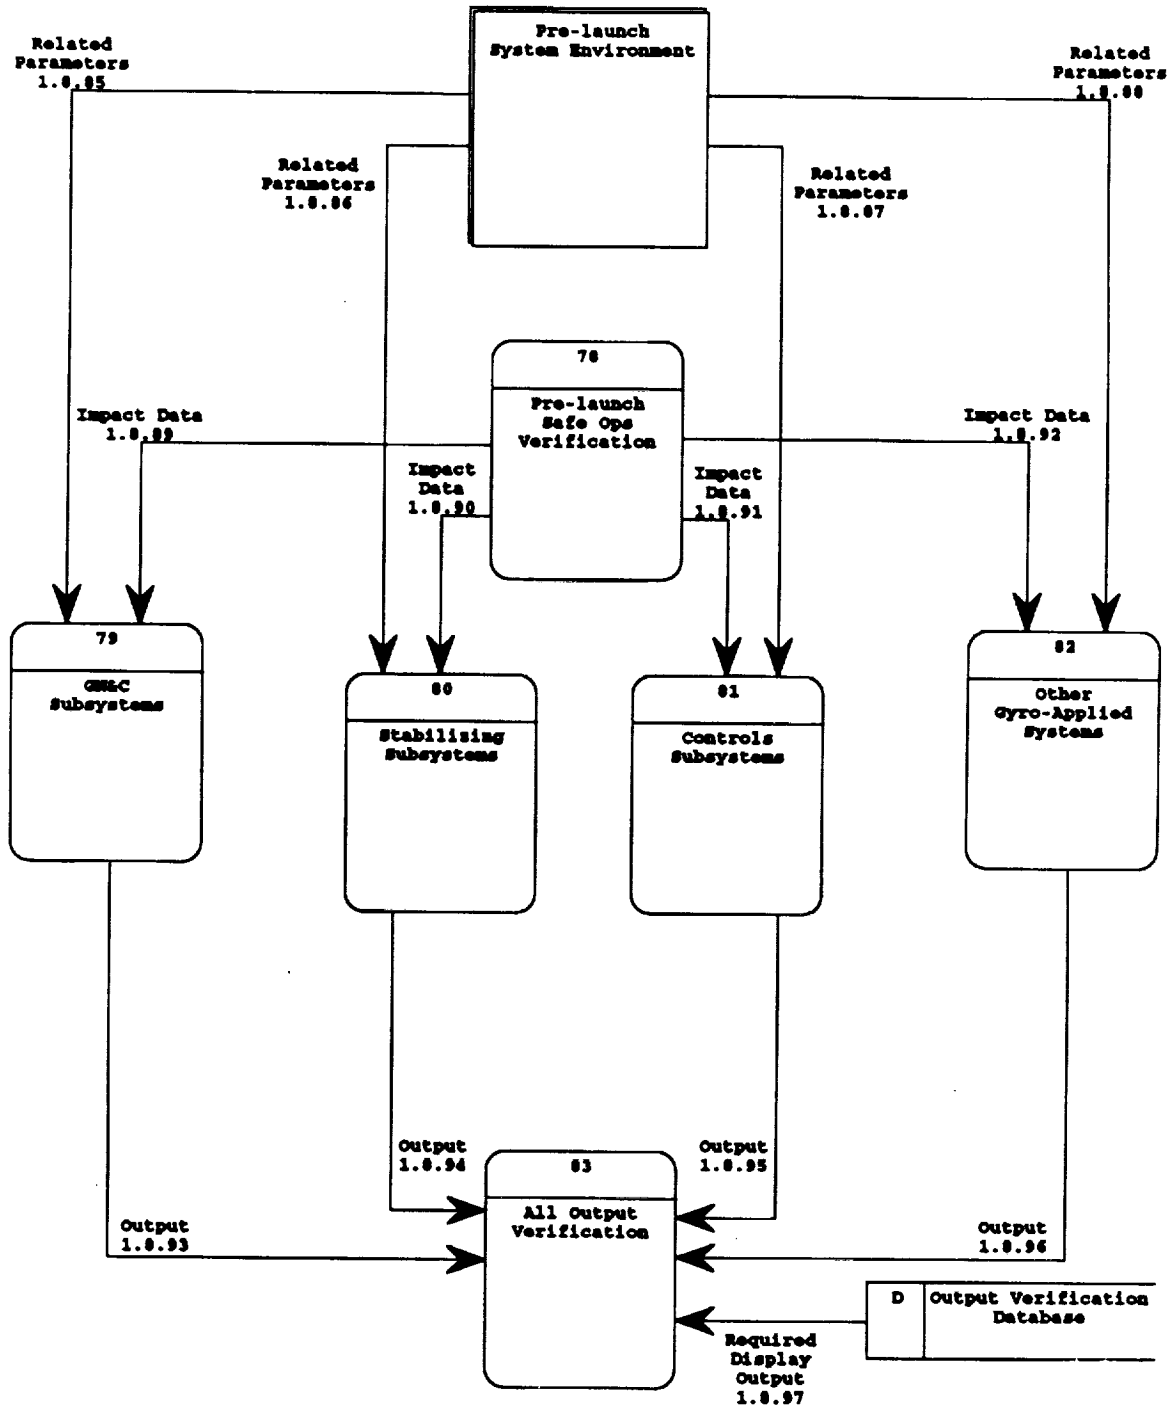 Pre-launch
System Environment
Related
Parameters
1.8.85
Related
Parameters
1.8.88
Related
Parameters
1.8.86
Related
Parameters
1.8.87
78
Pre-launch
Safe Ops
Verification
Impact Data
1.8.89
Impact Data
1.8.92
Impact
Data
1.8.90
Impact
Data
1.8.91
79
GN&C
Subsystems
80
Stabilizing
Subsystems
81
Controls
Subsystems
82
Other
Gyro-Applied
Systems
Output
1.8.94
Output
1.8.95
83
All Output
Verification
Output
1.8.93
Output
1.8.96
D
Output Verification
Database
Required
Display
Output
1.8.97